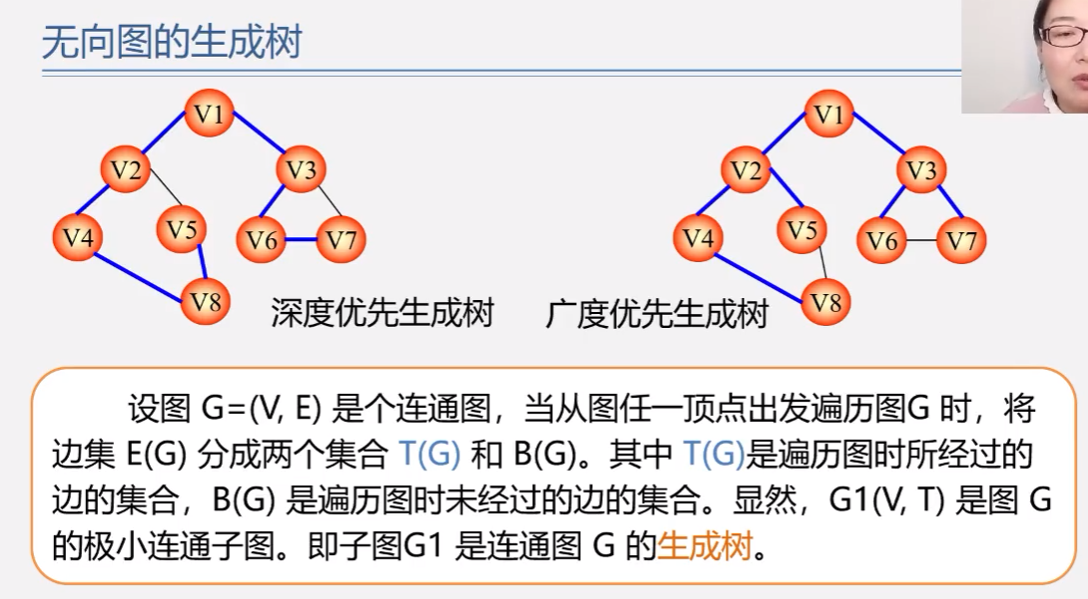 无向图的生成树
V1
V2
V3
V4
V5
V6
V7
V8
深度优先生成树
V1
V2
V3
V4
V5
V6
V7
V8
广度优先生成树
设图 G=(V, E) 是个连通图，当从图任一顶点出发遍历图G 时，将
边集 E(G) 分成两个集合 T(G) 和 B(G)。其中 T(G)是遍历图时所经过的
边的集合，B(G) 是遍历图时未经过的边的集合。显然，G1(V, T) 是图 G
的极小连通子图。即子图G1 是连通图 G 的生成树。